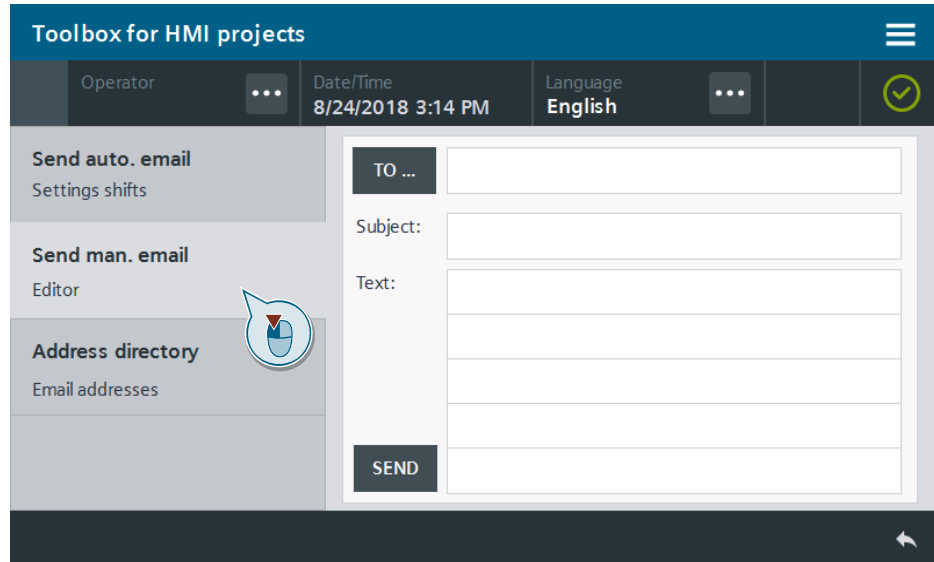 Toolbox for HMI projects
Operator
...
Date/Time
8/24/2018 3:14 PM
Language
English
...
Send auto. email
Settings shifts
Send man. email
Editor
Address directory
Email addresses
TO ...
Subject:
Text:
SEND